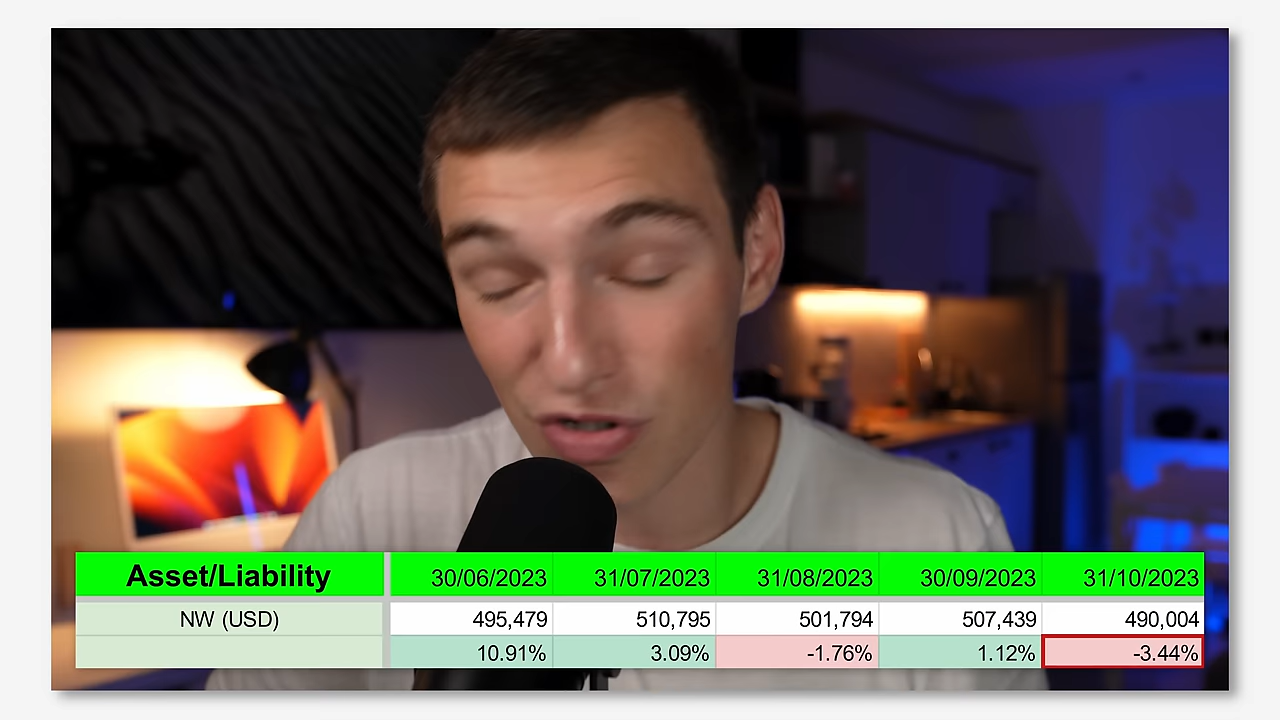 Asset/Liability 30/06/2023 31/07/2023 31/08/2023 30/09/2023 31/10/2023
NW (USD) 495,479 510,795 501,794 507,439 490,004
10.91% 3.09% -1.76% 1.12% -3.44%